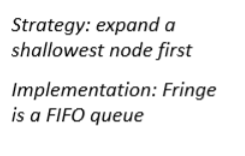 Strategy: expand a
shallowest node first
Implementation: Fringe
is a FIFO queue